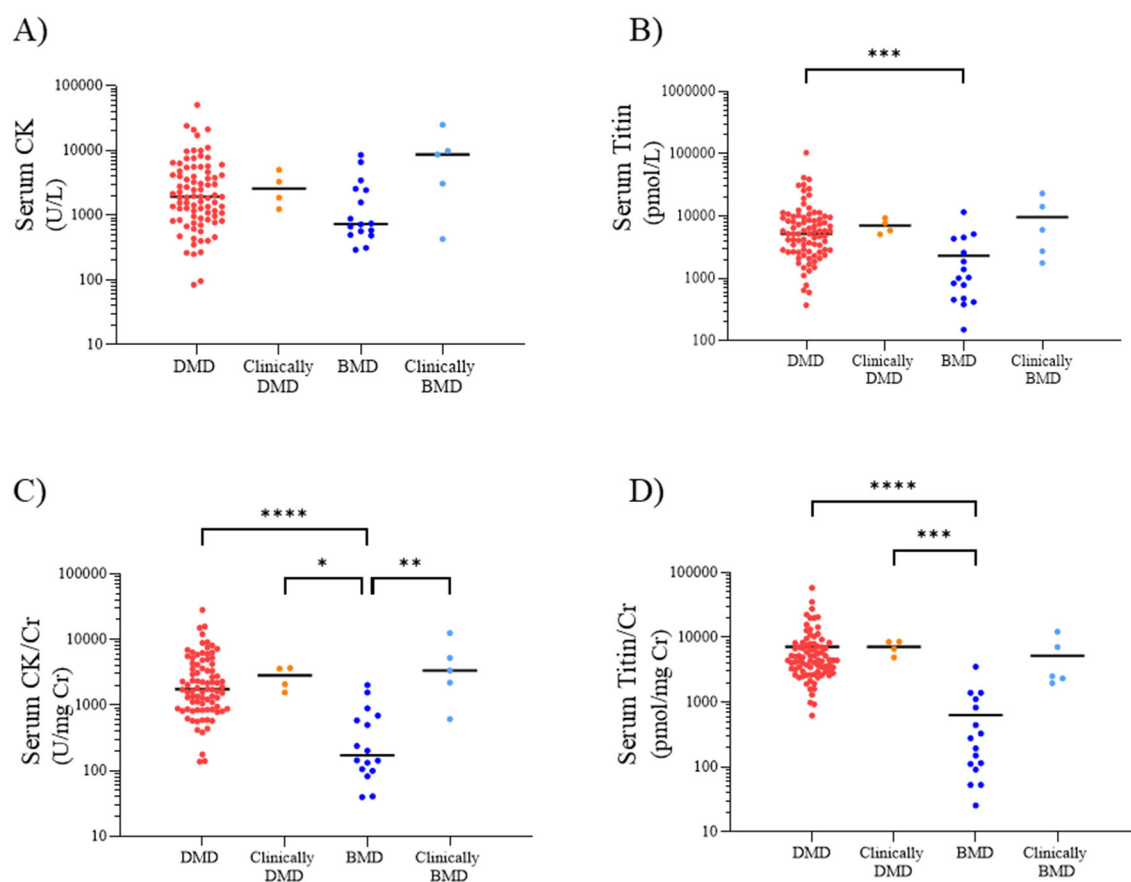 A)
Serum CK
(U/L)
100000
10000
1000
100
10
DMD
Clinically
DMD
BMD
Clinically
BMD
B)
***
Serum Titin
(pmol/L)
1000000
100000
10000
1000
100
DMD
Clinically
DMD
BMD
Clinically
BMD
C)
****
*
**
Serum CK/Cr
(U/mg Cr)
100000
10000
1000
100
10
DMD
Clinically
DMD
BMD
Clinically
BMD
D)
****
***
Serum Titin/Cr
(pmol/mg Cr)
100000
10000
1000
100
10
DMD
Clinically
DMD
BMD
Clinically
BMD